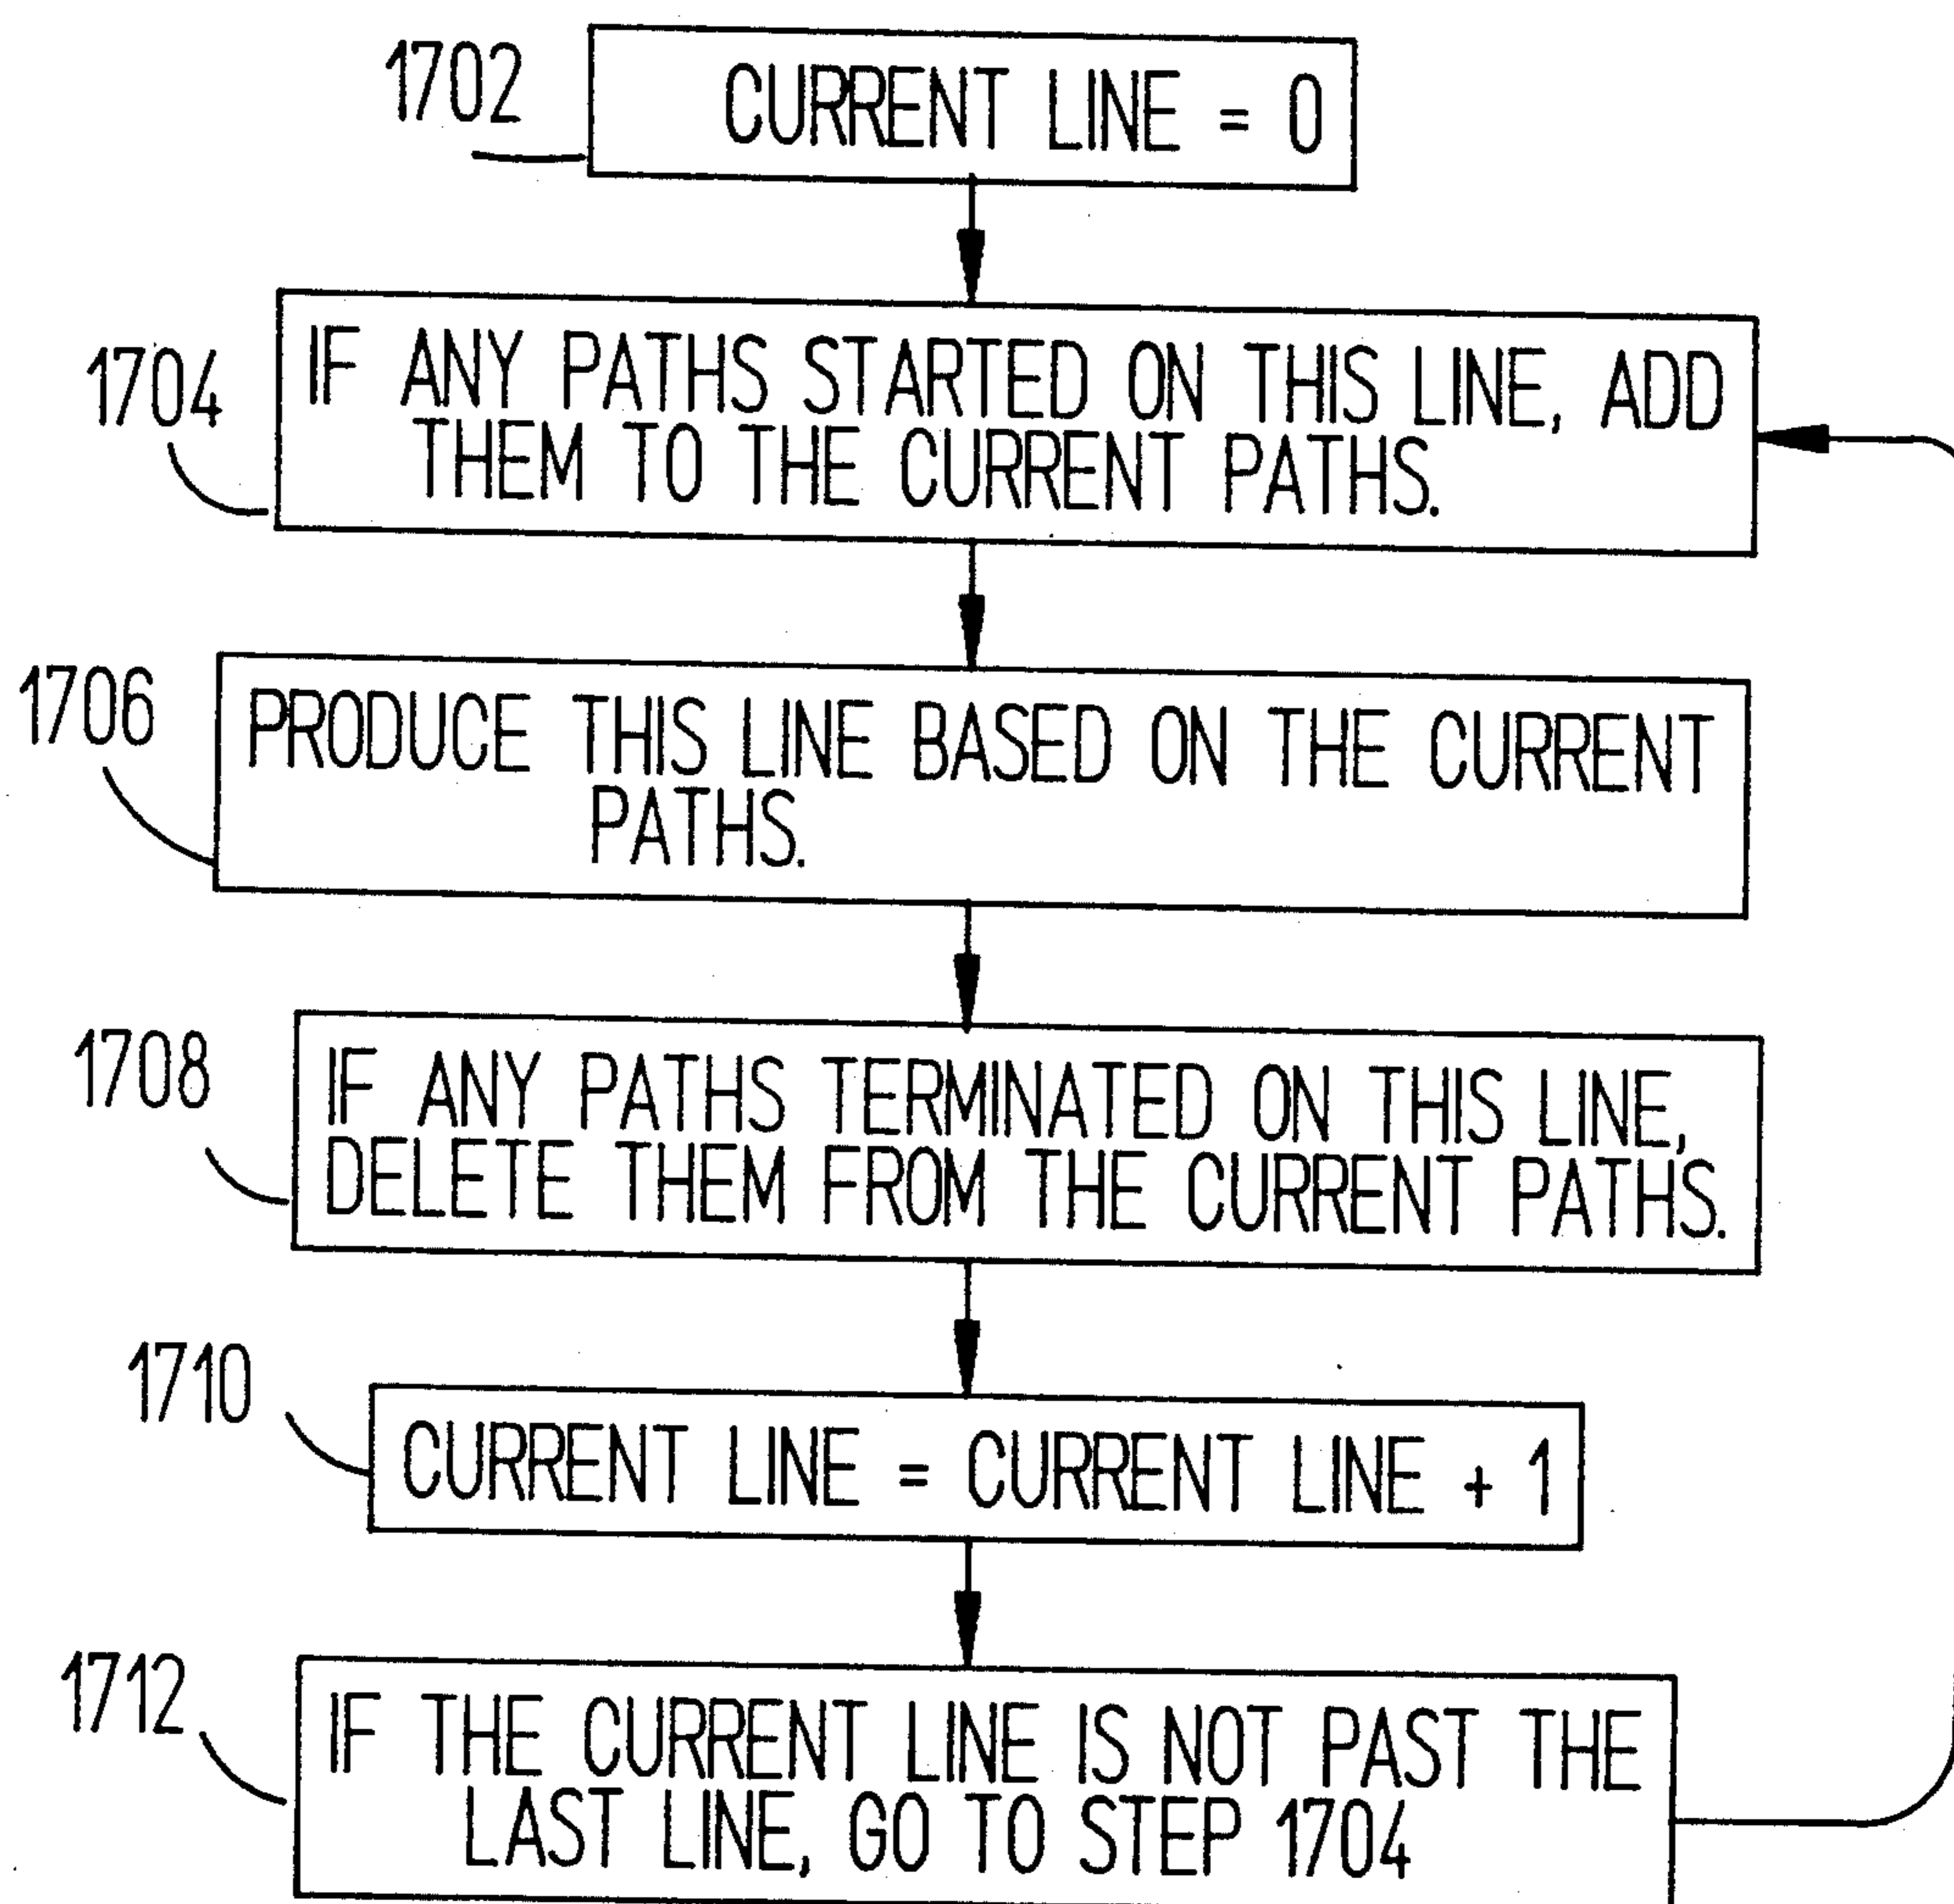 1702
CURRENT LINE = 0
1704
IF ANY PATHS STARTED ON THIS LINE, ADD
THEM TO THE CURRENT PATHS.
1706
PRODUCE THIS LINE BASED ON THE CURRENT
PATHS.
1708
IF ANY PATHS TERMINATED ON THIS LINE,
DELETE THEM FROM THE CURRENT PATHS.
1710
CURRENT LINE = CURRENT LINE + 1
1712
IF THE CURRENT LINE IS NOT PAST THE
LAST LINE, GO TO STEP 1704